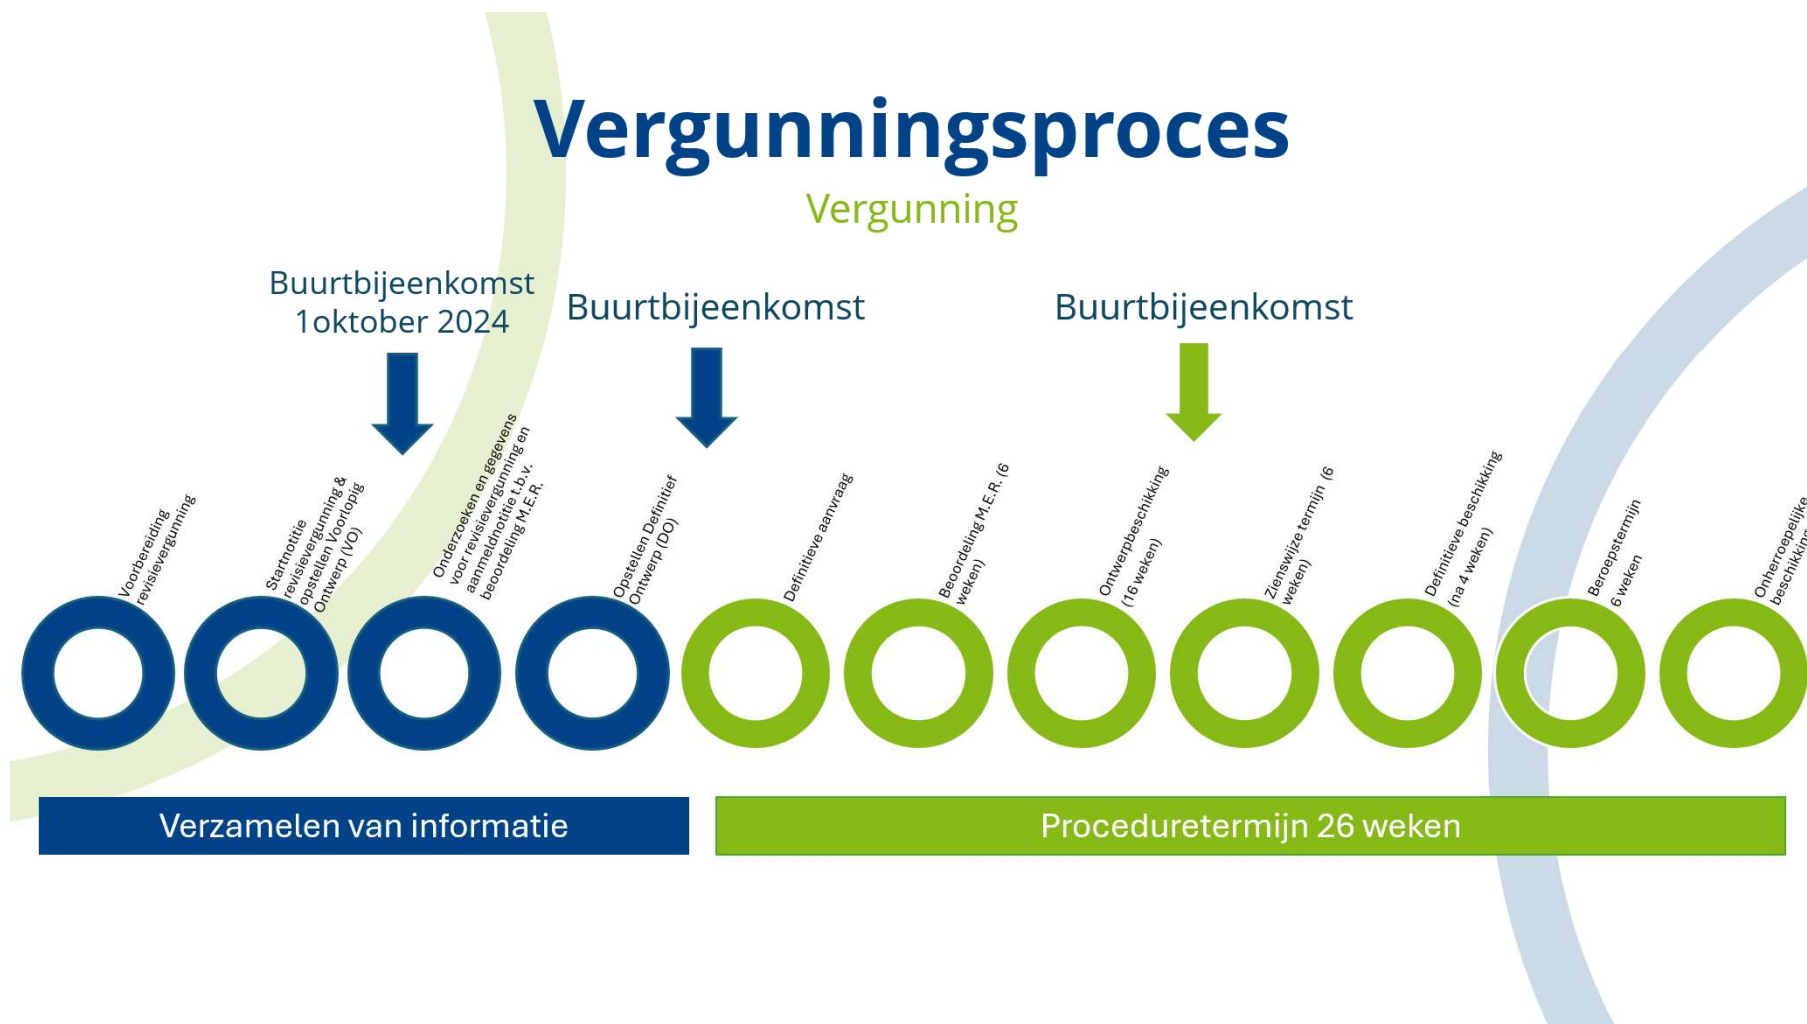 Vergunningsproces
Vergunning
Buurtbijeenkomst
1oktober 2024
Buurtbijeenkomst
Buurtbijeenkomst
Voorbereiding
revisievergunning
Startnotitie
revisievergunning &
opstellen Voorlopig
Ontwerp (VO)
Onderzoeken en gegevens
voor revisievergunning en
aanmeldnotitie t.b.v.
beoordeling M.E.R.
Opstellen Definitief
Ontwerp (DO)
Definitieve aanvraag
Beoordeling M.E.R. (6
weken)
Ontwerpbeschikking
(16 weken)
Zienswijze termijn (6
weken)
Definitieve beschikking
(na 4 weken)
Beroepstermijn
6 weken
Onherroepelijke
beschikking
Verzamelen van informatie
Proceduretermijn 26 weken